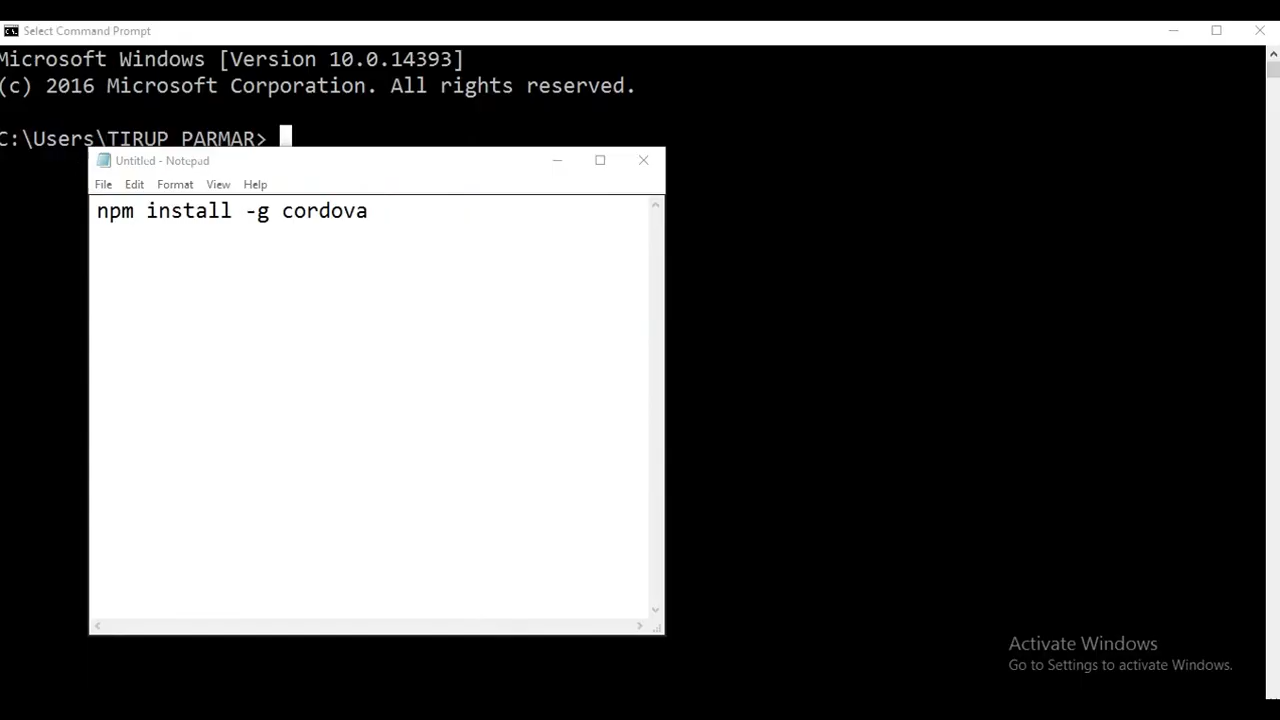 Select Command Prompt
Microsoft Windows [Version 10.0.14393]
(c) 2016 Microsoft Corporation. All rights reserved.
C:\Users\TIRUP PARMAR>
Untitled - Notepad
File Edit Format View Help
npm install -g cordova
Activate Windows
Go to Settings to activate Windows.